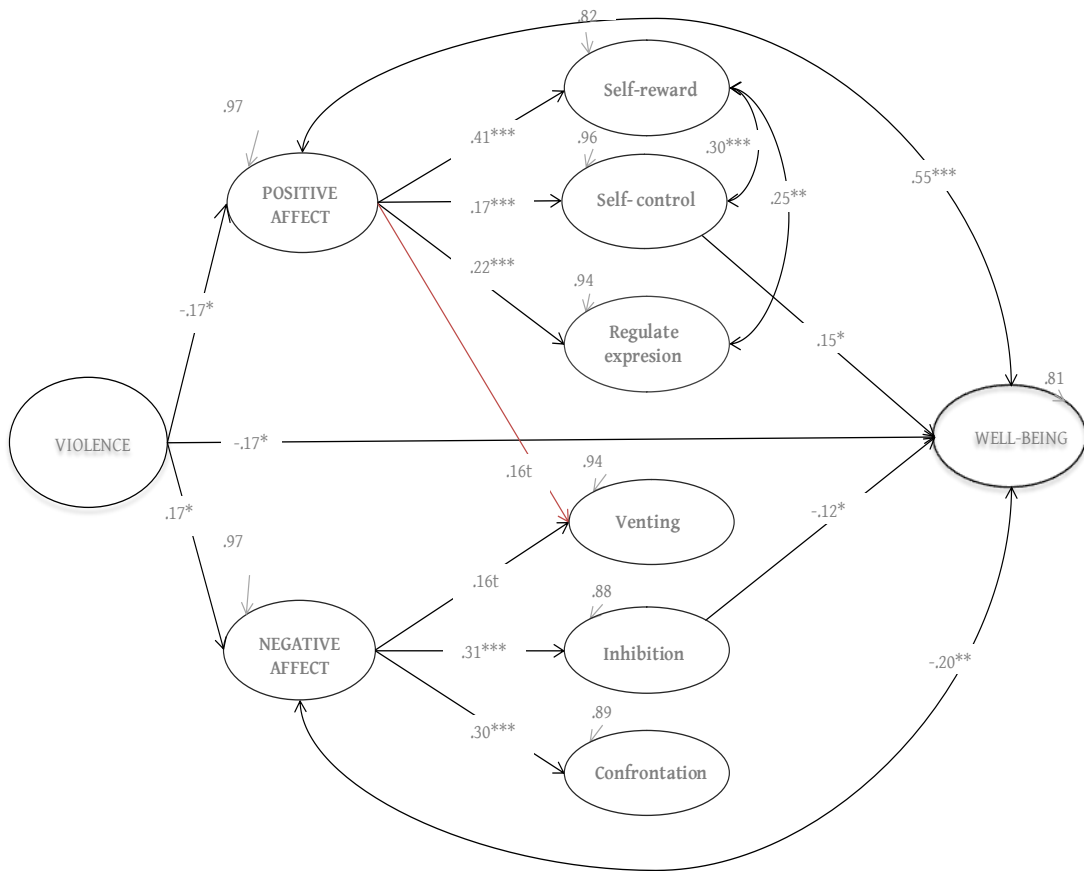 .82
Self-reward
.97
.41***
.96
.30***
.55***
POSITIVE
AFFECT
.17***
Self- control
.25**
.22***
.94
-.17*
Regulate
expresion
.15*
.81
VIOLENCE
-.17*
WELL-BEING
.16t
.94
.17*
Venting
-.12*
.97
.16t
.88
NEGATIVE
AFFECT
.31***
Inhibition
-.20**
.30***
.89
Confrontation